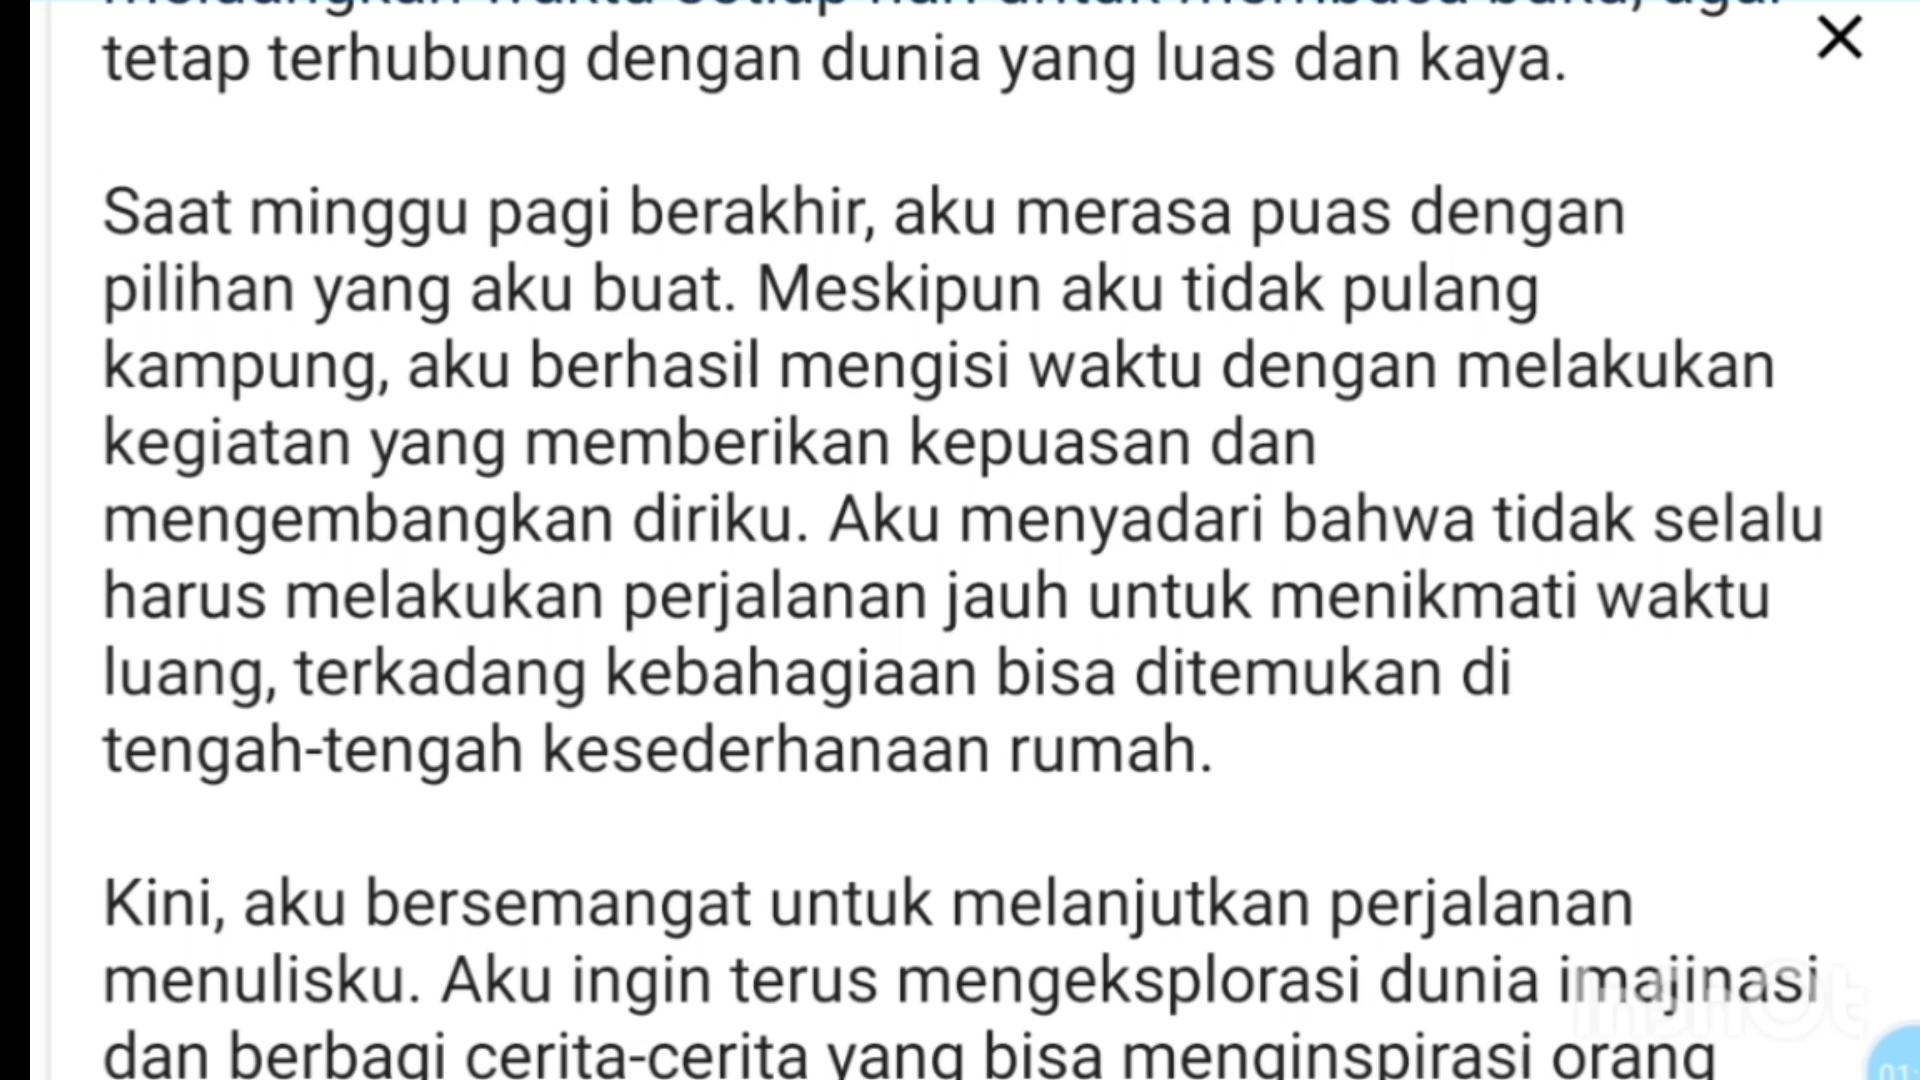 tetap terhubung dengan dunia yang luas dan kaya.
Saat minggu pagi berakhir, aku merasa puas dengan
pilihan yang aku buat. Meskipun aku tidak pulang
kampung, aku berhasil mengisi waktu dengan melakukan
kegiatan yang memberikan kepuasan dan
mengembangkan diriku. Aku menyadari bahwa tidak selalu
harus melakukan perjalanan jauh untuk menikmati waktu
luang, terkadang kebahagiaan bisa ditemukan di
tengah-tengah kesederhanaan rumah.
Kini, aku bersemangat untuk melanjutkan perjalanan
menulisku. Aku ingin terus mengeksplorasi dunia imajinasi
dan berbagi cerita-cerita yang bisa menginspirasi orang
InShOt